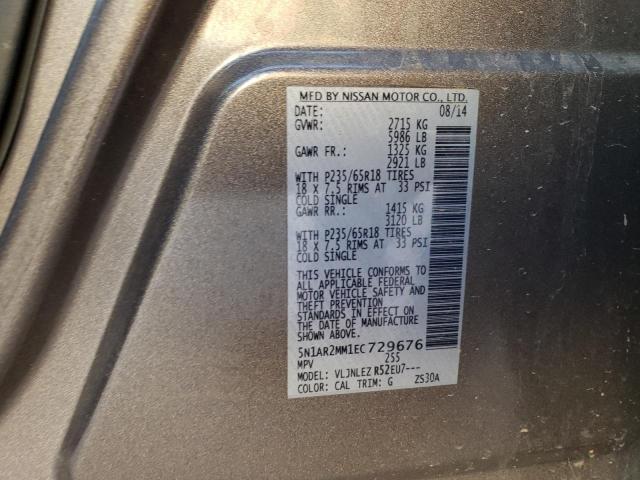 MFD BY NISSAN MOTOR CO., LTD.
DATE: 08/14
GVWR: 2715 KG
5986 LB
GAWR FR.: 1325 KG
2921 LB
WITH P235/65R18 TIRES
18 X 7.5 RIMS AT 33 PSI
COLD SINGLE
GAWR RR.: 1415 KG
3120 LB
WITH P235/65R18 TIRES
18 X 7.5 RIMS AT 33 PSI
COLD SINGLE
THIS VEHICLE CONFORMS TO
ALL APPLICABLE FEDERAL
MOTOR VEHICLE SAFETY AND
THEFT PREVENTION
STANDARDS IN EFFECT ON
THE DATE OF MANUFACTURE
SHOWN ABOVE.
5N1AR2MM1EC729676
MPV 255
MODEL: VLJNLEZ R52EU7---
COLOR: CAL TRIM: G ZS30A